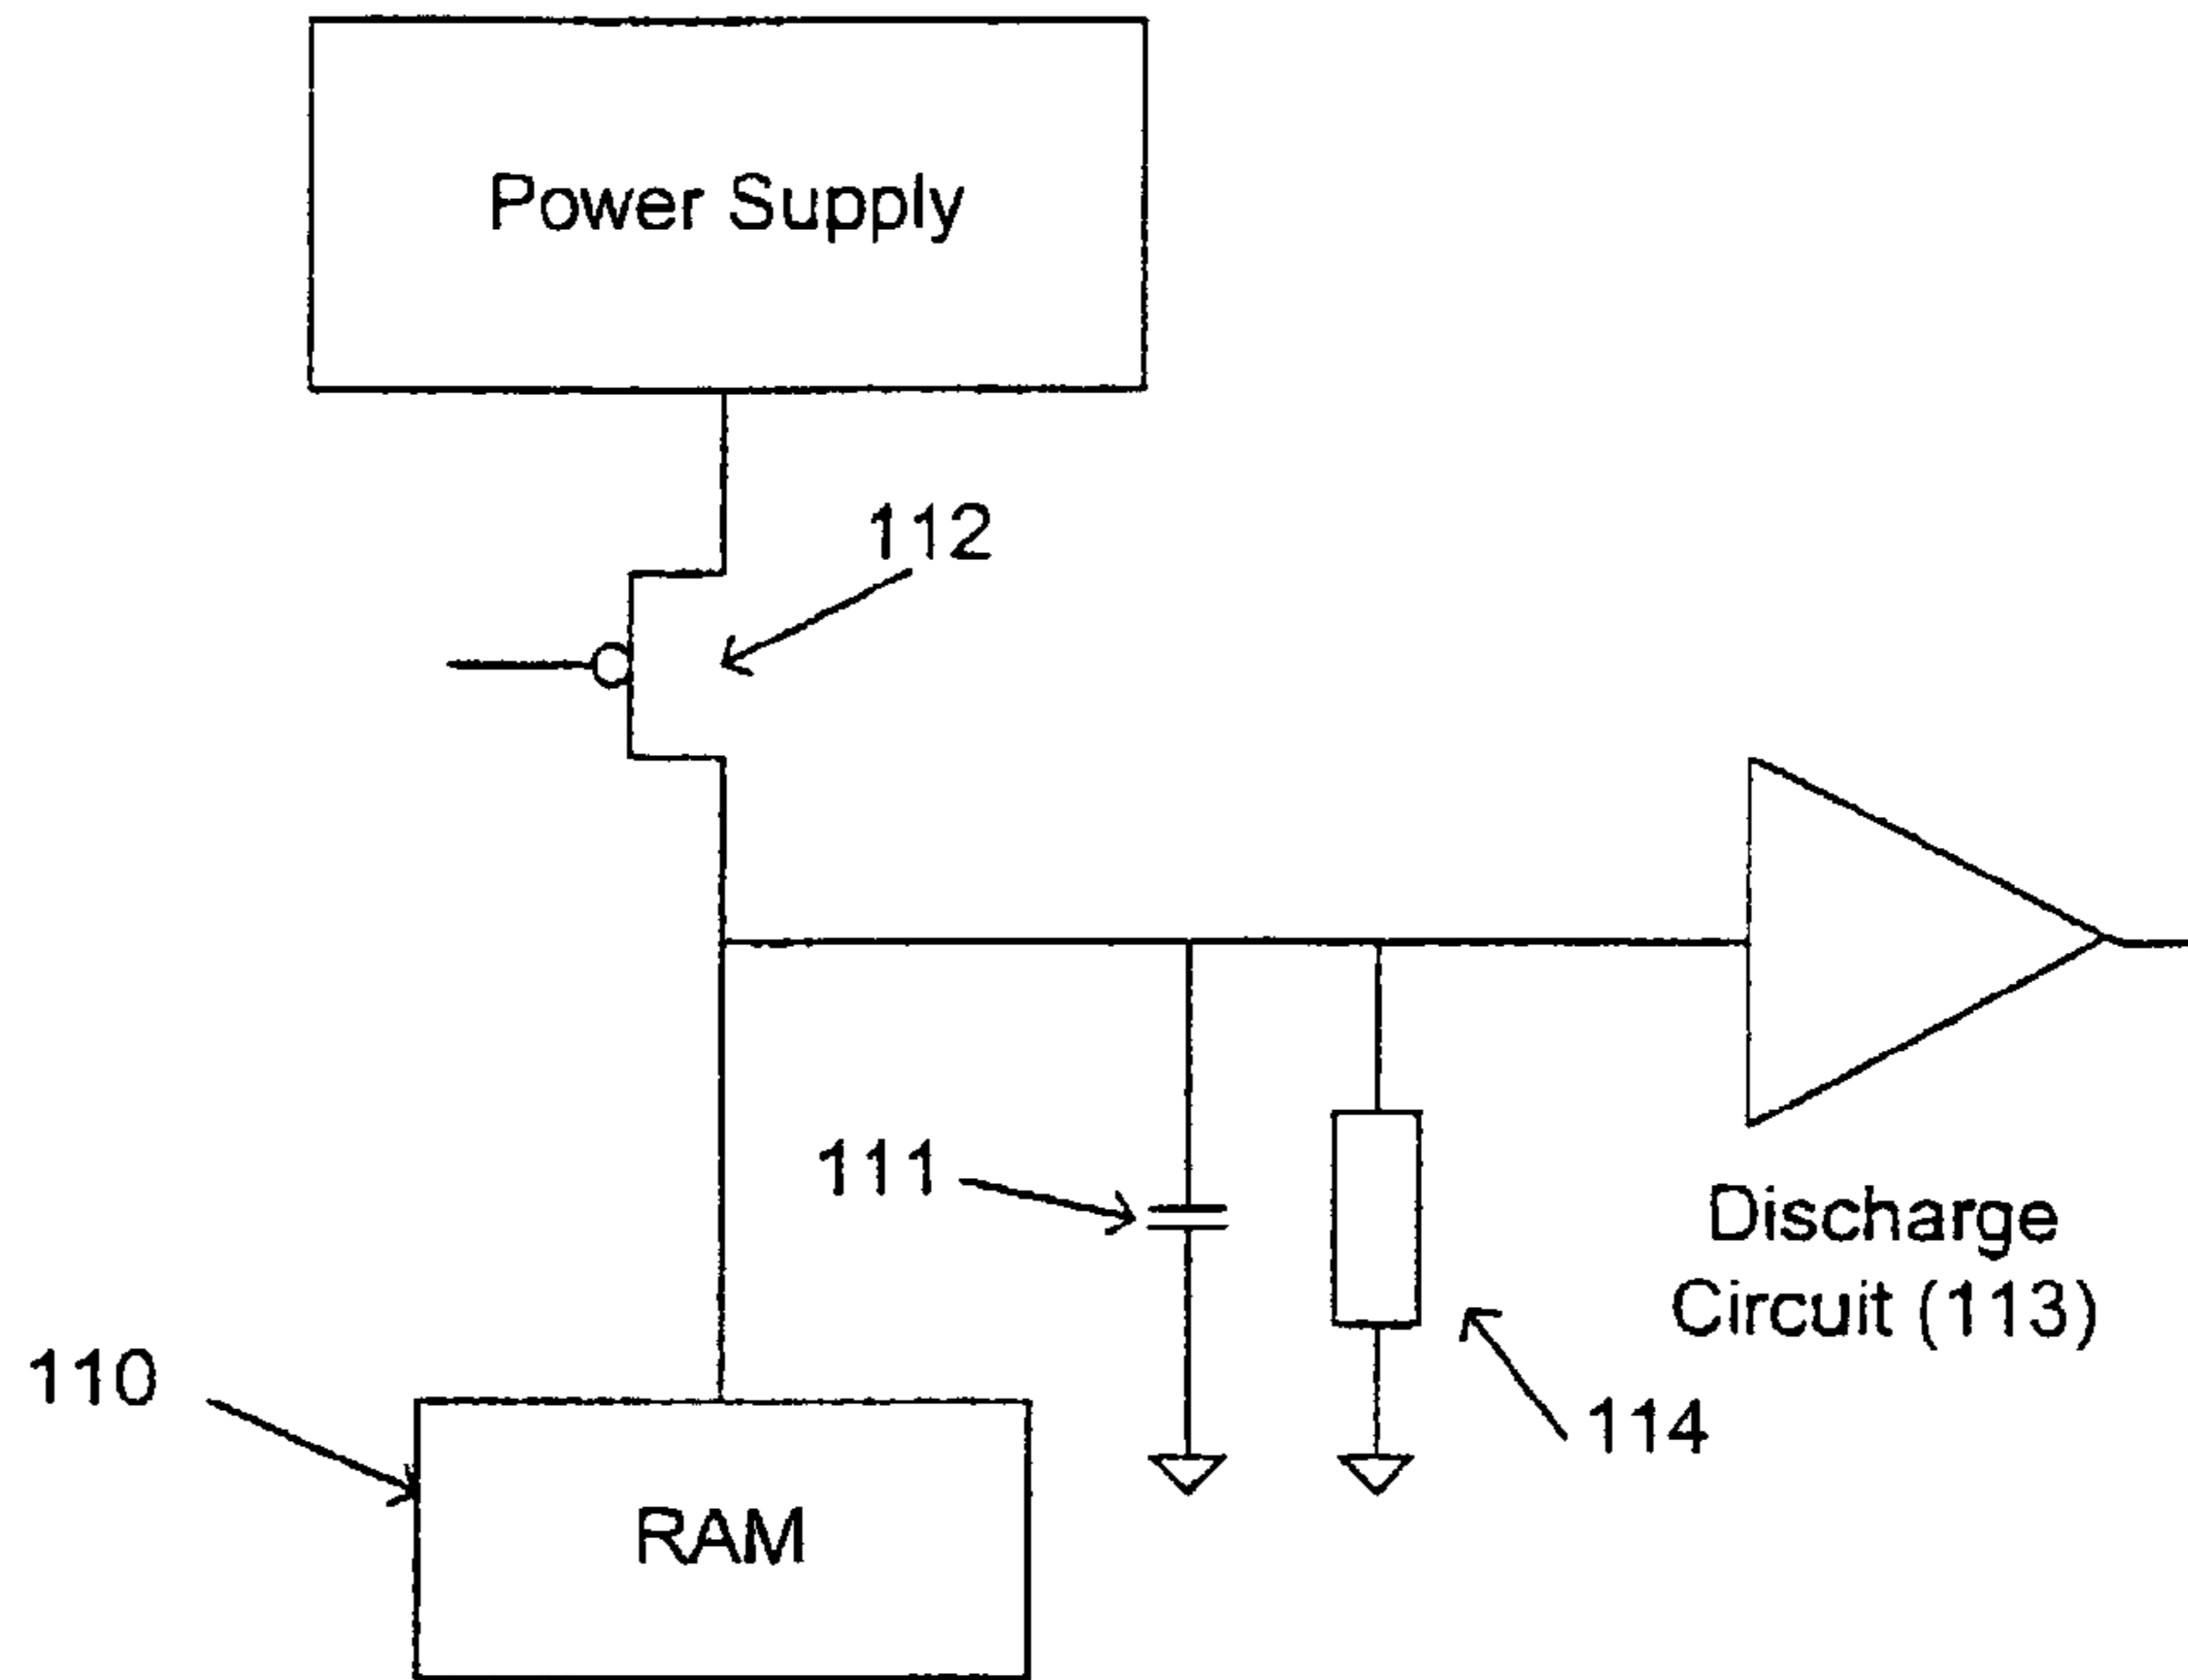 Power Supply
112
111
Discharge
Circuit (113)
110
114
RAM